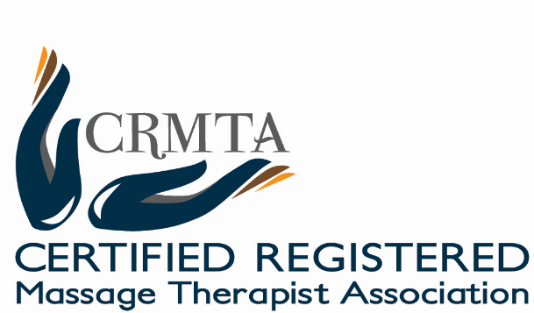 CRMTA
CERTIFIED REGISTERED
Massage Therapist Association